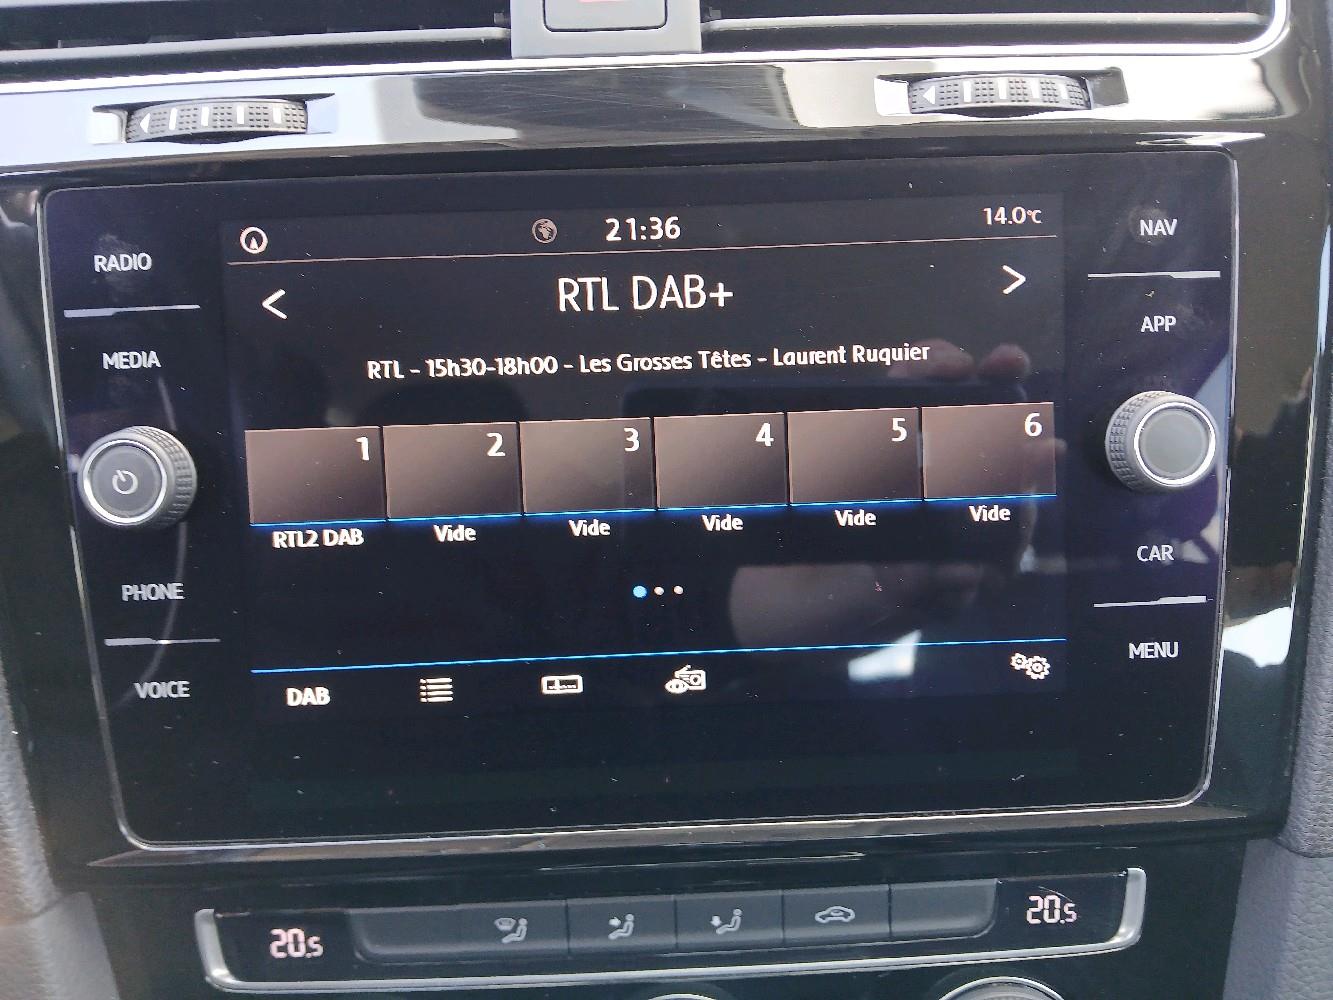 21:36
14.0°C
RADIO
NAV
RTL DAB+
MEDIA
APP
RTL - 15h30-18h00 - Les Grosses Têtes - Laurent Ruquier
1 2 3 4 5 6
RTL2 DAB Vide Vide Vide Vide Vide
PHONE
CAR
VOICE
MENU
DAB
20.5
20.5